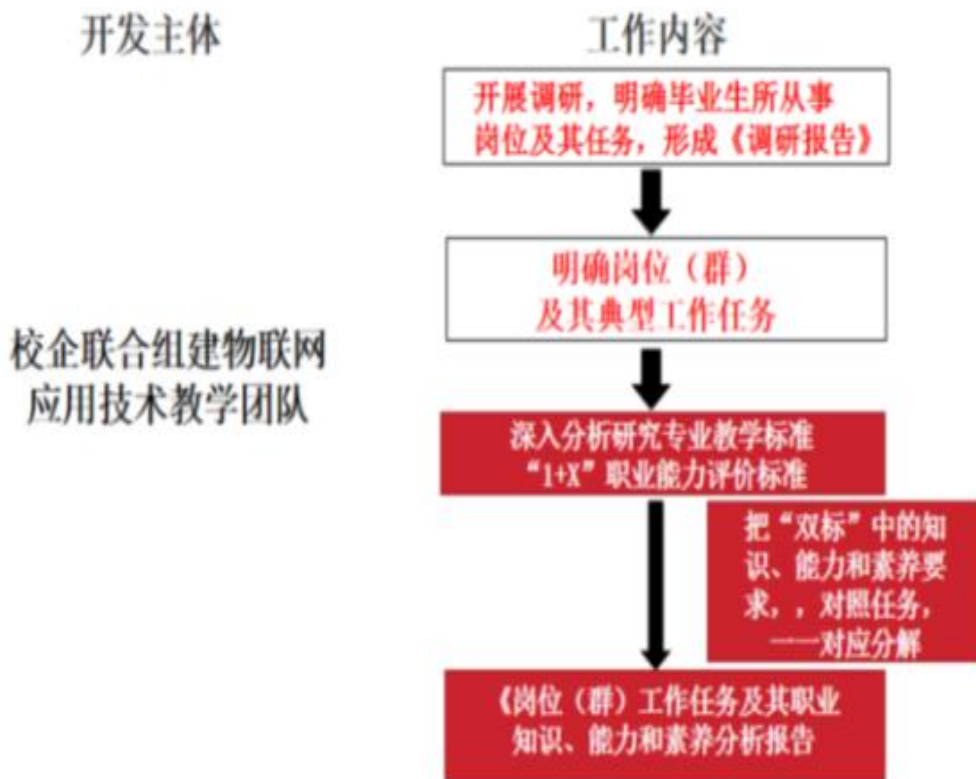 开发主体
工作内容
开展调研，明确毕业生所从事
岗位及其任务，形成《调研报告》
明确岗位（群）
及其典型工作任务
校企联合组建物联网
应用技术教学团队
深入分析研究专业教学标准
“1+X”职业能力评价标准
把“双标”中的知
识、能力和素养要
求，，对照任务，
一一对应分解
《岗位（群）工作任务及其职业
知识、能力和素养分析报告